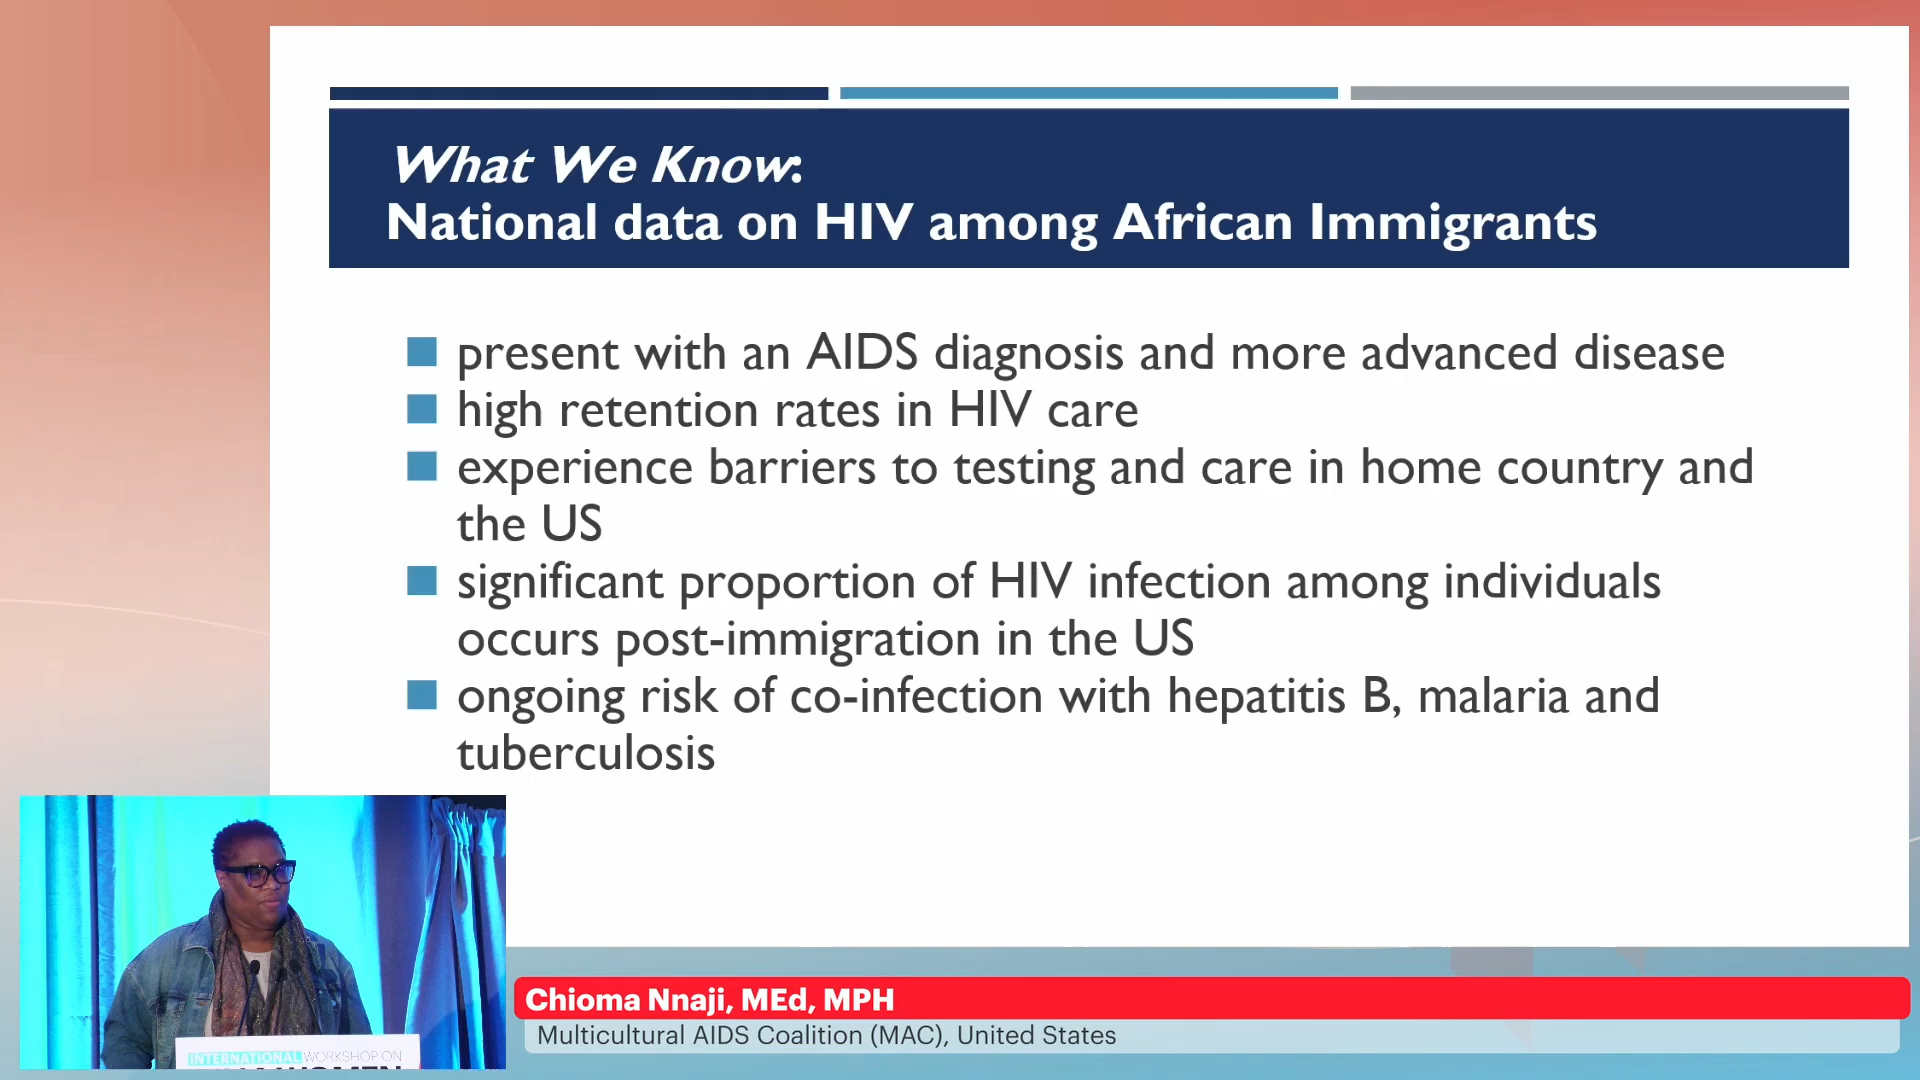 What We Know:
National data on HIV among African Immigrants
present with an AIDS diagnosis and more advanced disease
high retention rates in HIV care
experience barriers to testing and care in home country and
the US
significant proportion of HIV infection among individuals
occurs post-immigration in the US
ongoing risk of co-infection with hepatitis B, malaria and
tuberculosis
Chioma Nnaji, MEd, MPH
Multicultural AIDS Coalition (MAC), United States
INTERNATIONAL WORKSHOP ON
WOMEN